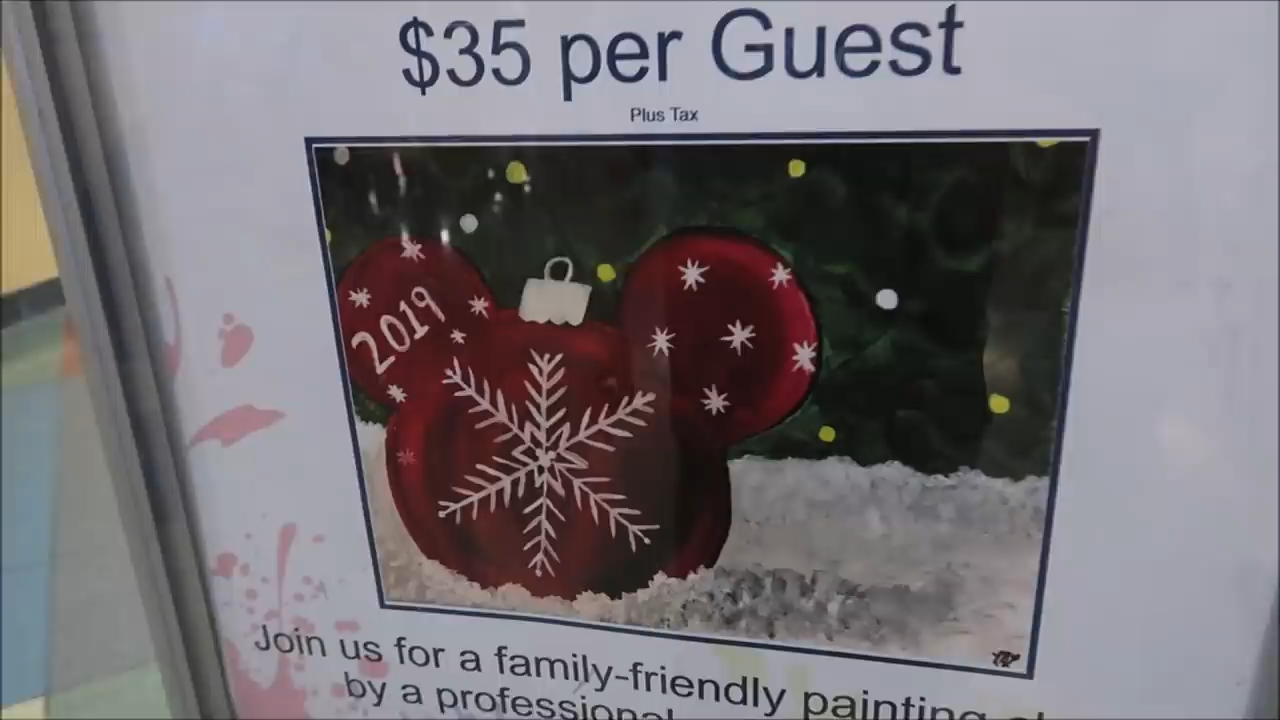 $35 per Guest
Plus Tax
2019
Join us for a family-friendly painting
by a professional